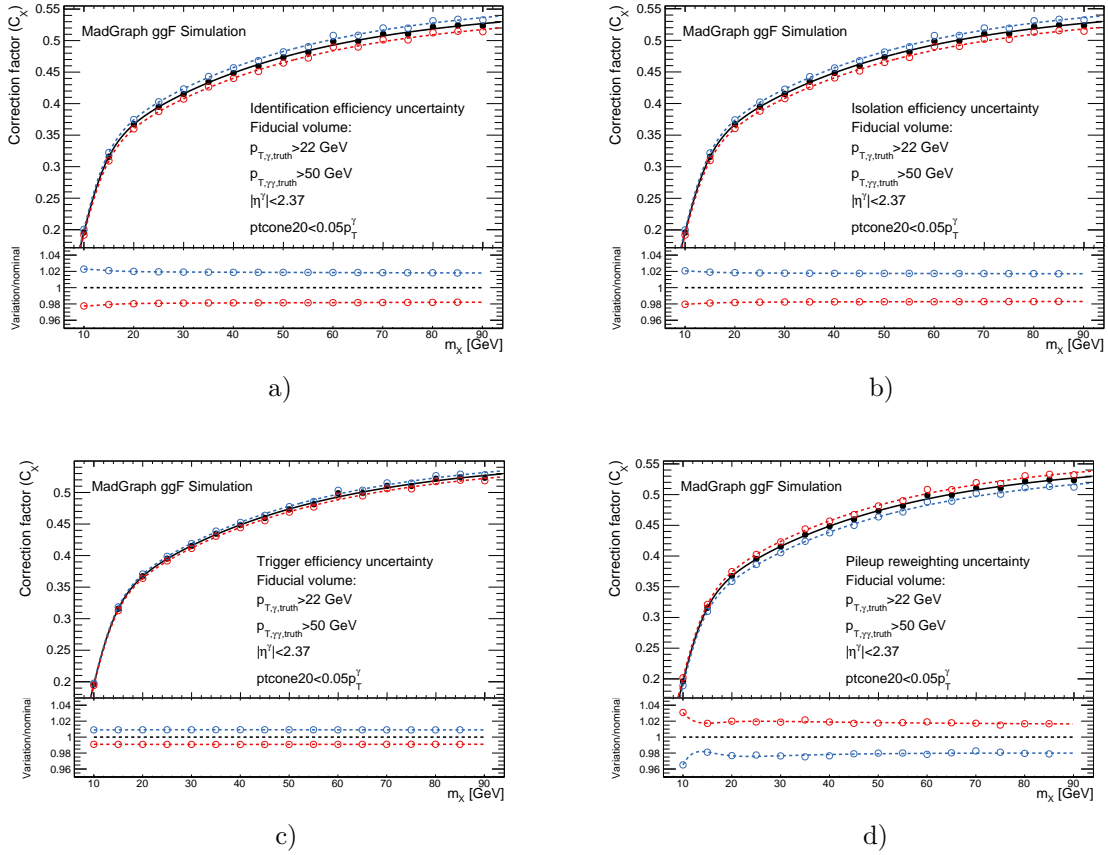 Correction factor (C_X)
0.55
0.5
0.45
0.4
0.35
0.3
0.25
0.2
MadGraph ggF Simulation
Identification efficiency uncertainty
Fiducial volume:
p_T,γ,truth>22 GeV
p_T,γγ,truth>50 GeV
|η^γ|<2.37
ptcone20<0.05p_T^γ
Variation/nominal
1.04
1.02
1
0.98
0.96
10 20 30 40 50 60 70 80 90
m_X [GeV]
a)
Correction factor (C_X)
0.55
0.5
0.45
0.4
0.35
0.3
0.25
0.2
MadGraph ggF Simulation
Isolation efficiency uncertainty
Fiducial volume:
p_T,γ,truth>22 GeV
p_T,γγ,truth>50 GeV
|η^γ|<2.37
ptcone20<0.05p_T^γ
Variation/nominal
1.04
1.02
1
0.98
0.96
10 20 30 40 50 60 70 80 90
m_X [GeV]
b)
Correction factor (C_X)
0.5
0.45
0.4
0.35
0.3
0.25
0.2
MadGraph ggF Simulation
Trigger efficiency uncertainty
Fiducial volume:
p_T,γ,truth>22 GeV
p_T,γγ,truth>50 GeV
|η^γ|<2.37
ptcone20<0.05p_T^γ
Variation/nominal
1.04
1.02
1
0.98
0.96
10 20 30 40 50 60 70 80 90
m_X [GeV]
c)
Correction factor (C_X)
0.55
0.5
0.45
0.4
0.35
0.3
0.25
0.2
MadGraph ggF Simulation
Pileup reweighting uncertainty
Fiducial volume:
p_T,γ,truth>22 GeV
p_T,γγ,truth>50 GeV
|η^γ|<2.37
ptcone20<0.05p_T^γ
Variation/nominal
1.04
1.02
1
0.98
0.96
10 20 30 40 50 60 70 80 90
m_X [GeV]
d)